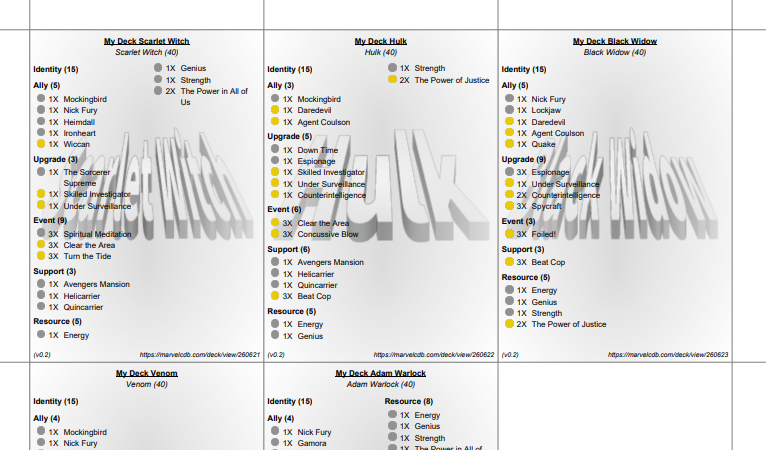 My Deck Scarlet Witch
Scarlet Witch (40)
Identity (15)
Ally (5)
1X Mockingbird
1X Nick Fury
1X Heimdall
1X Ironheart
1X Wiccan
Upgrade (3)
1X The Sorcerer
Supreme
1X Skilled Investigator
1X Under Surveillance
Event (9)
3X Spiritual Meditation
3X Clear the Area
3X Turn the Tide
Support (3)
1X Avengers Mansion
1X Helicarrier
1X Quincarrier
Resource (5)
1X Energy
1X Genius
1X Strength
2X The Power in All of
Us
Scarlet Witch
(v0.2) https://marvelcdb.com/deck/view/260621
My Deck Hulk
Hulk (40)
Identity (15)
Ally (3)
1X Mockingbird
1X Daredevil
1X Agent Coulson
Upgrade (5)
1X Down Time
1X Espionage
1X Skilled Investigator
1X Under Surveillance
1X Counterintelligence
Event (6)
3X Clear the Area
3X Concussive Blow
Support (6)
1X Avengers Mansion
1X Helicarrier
1X Quincarrier
3X Beat Cop
Resource (5)
1X Energy
1X Genius
1X Strength
2X The Power of Justice
Hulk
(v0.2) https://marvelcdb.com/deck/view/260622
My Deck Black Widow
Black Widow (40)
Identity (15)
Ally (5)
1X Nick Fury
1X Lockjaw
1X Daredevil
1X Agent Coulson
1X Quake
Upgrade (9)
3X Espionage
1X Under Surveillance
2X Counterintelligence
3X Spycraft
Event (3)
3X Foiled!
Support (3)
3X Beat Cop
Resource (5)
1X Energy
1X Genius
1X Strength
2X The Power of Justice
Black Widow
(v0.2) https://marvelcdb.com/deck/view/260623
My Deck Venom
Venom (40)
Identity (15)
Ally (4)
1X Mockingbird
1X Nick Fury
My Deck Adam Warlock
Adam Warlock (40)
Identity (15)
Ally (4)
1X Nick Fury
1X Gamora
Resource (8)
1X Energy
1X Genius
1X Strength
1X The Power in All of